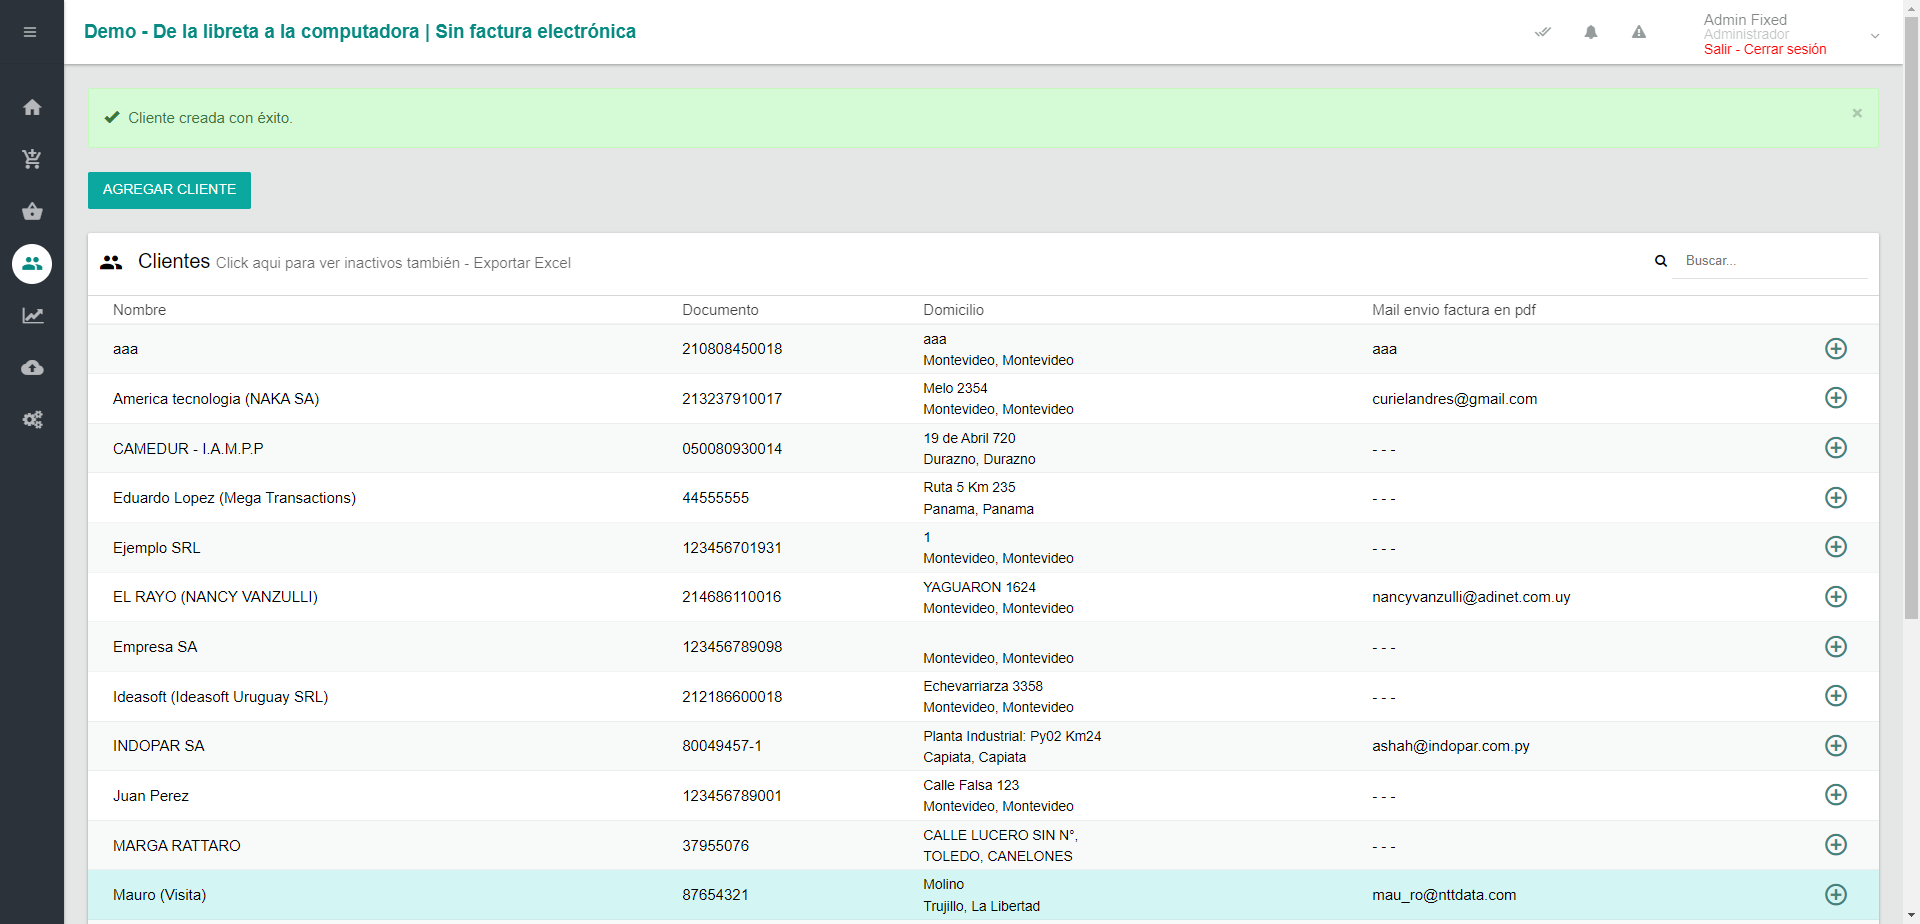 Demo - De la libreta a la computadora | Sin factura electrónica
Admin Fixed
Administrador
Salir - Cerrar sesión
Cliente creada con éxito.
×
AGREGAR CLIENTE
Clientes Click aqui para ver inactivos también - Exportar Excel
Buscar...
Nombre Documento Domicilio Mail envio factura en pdf
aaa 210808450018 aaa
Montevideo, Montevideo aaa
America tecnologia (NAKA SA) 213237910017 Melo 2354
Montevideo, Montevideo curielandres@gmail.com
CAMEDUR - I.A.M.P.P 050080930014 19 de Abril 720
Durazno, Durazno - - -
Eduardo Lopez (Mega Transactions) 44555555 Ruta 5 Km 235
Panama, Panama - - -
Ejemplo SRL 123456701931 1
Montevideo, Montevideo - - -
EL RAYO (NANCY VANZULLI) 214686110016 YAGUARON 1624
Montevideo, Montevideo nancyvanzulli@adinet.com.uy
Empresa SA 123456789098
Montevideo, Montevideo - - -
Ideasoft (Ideasoft Uruguay SRL) 212186600018 Echevarriarza 3358
Montevideo, Montevideo - - -
INDOPAR SA 80049457-1 Planta Industrial: Py02 Km24
Capiata, Capiata ashah@indopar.com.py
Juan Perez 123456789001 Calle Falsa 123
Montevideo, Montevideo - - -
MARGA RATTARO 37955076 CALLE LUCERO SIN N°,
TOLEDO, CANELONES - - -
Mauro (Visita) 87654321 Molino
Trujillo, La Libertad mau_ro@nttdata.com